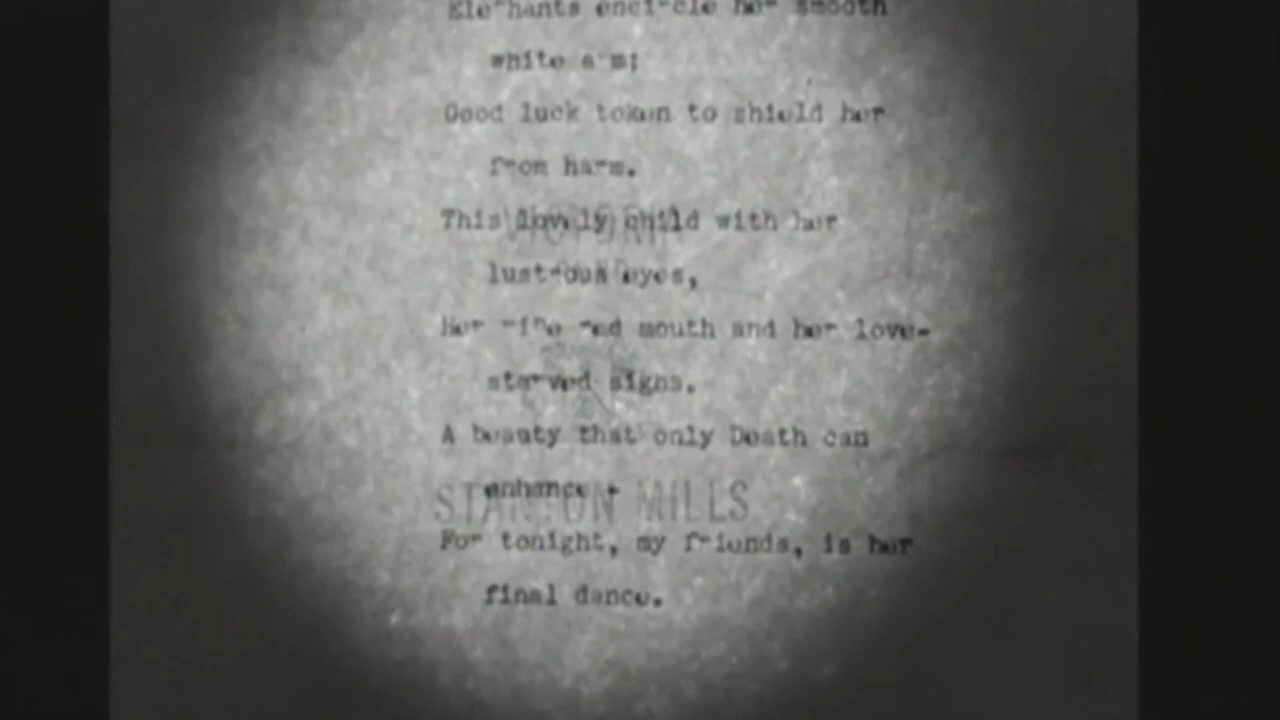 Elephants encircle her smooth
white arm;
Good luck token to shield her
from harm.
This lovely child with her
lustrous eyes,
Her ripe red mouth and her love-
starved signs.
A beauty that only Death can
enhance -
STANTON MILLS
For tonight, my friends, is her
final dance.